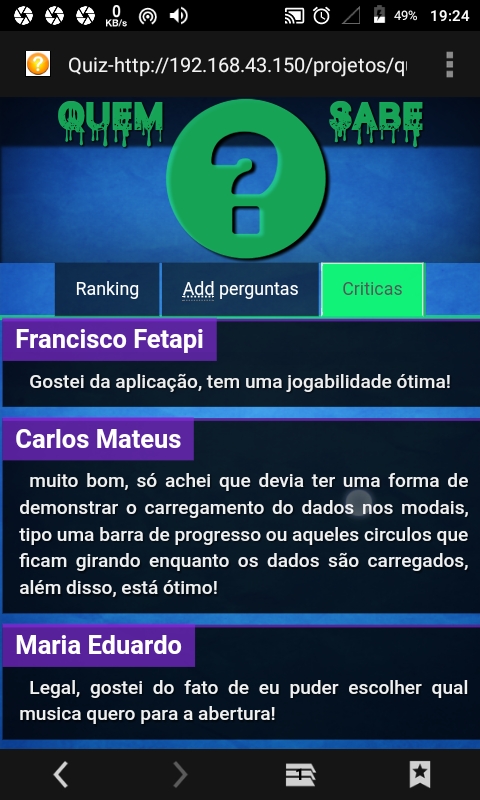 0
KB/s
49%
19:24
Quiz-http://192.168.43.150/projetos/qu
QUEM
SABE
?
Ranking
Add perguntas
Criticas
Francisco Fetapi
Gostei da aplicação, tem uma jogabilidade ótima!
Carlos Mateus
muito bom, só achei que devia ter uma forma de
demonstrar o carregamento do dados nos modais,
tipo uma barra de progresso ou aqueles circulos que
ficam girando enquanto os dados são carregados,
além disso, está ótimo!
Maria Eduardo
Legal, gostei do fato de eu puder escolher qual
musica quero para a abertura!
1